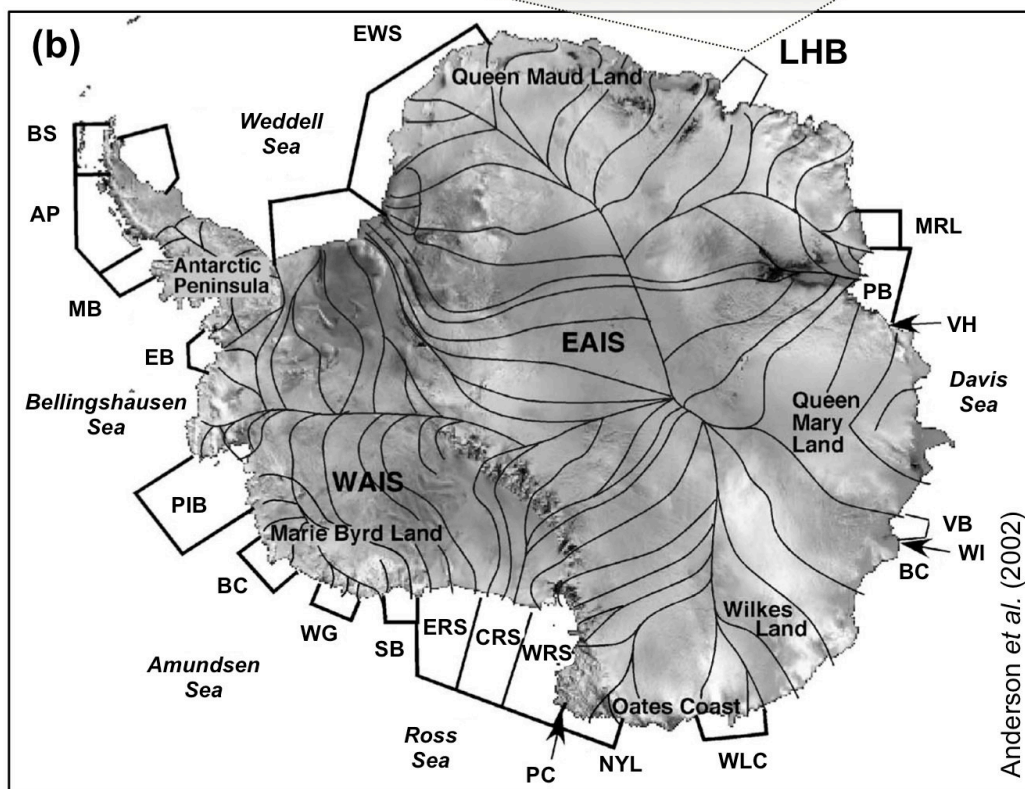 (b)
EWS
LHB
Queen Maud Land
Weddell
Sea
BS
AP
MRL
Antarctic
Peninsula
PB
MB
VH
EAIS
EB
Davis
Sea
Bellingshausen
Sea
Queen
Mary
Land
WAIS
PIB
Marie Byrd Land
VB
WI
BC
BC
Wilkes
Land
WG
SB
ERS
CRS
WRS
Amundsen
Sea
Oates Coast
Ross
Sea
PC
NYL
WLC
Anderson et al. (2002)